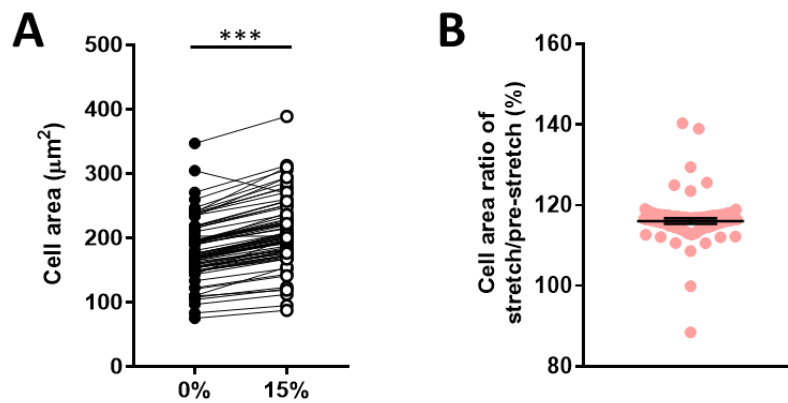 A
***
Cell area (μm²)
500
400
300
200
100
0
0% 15%
B
Cell area ratio of
stretch/pre-stretch (%)
160
140
120
100
80